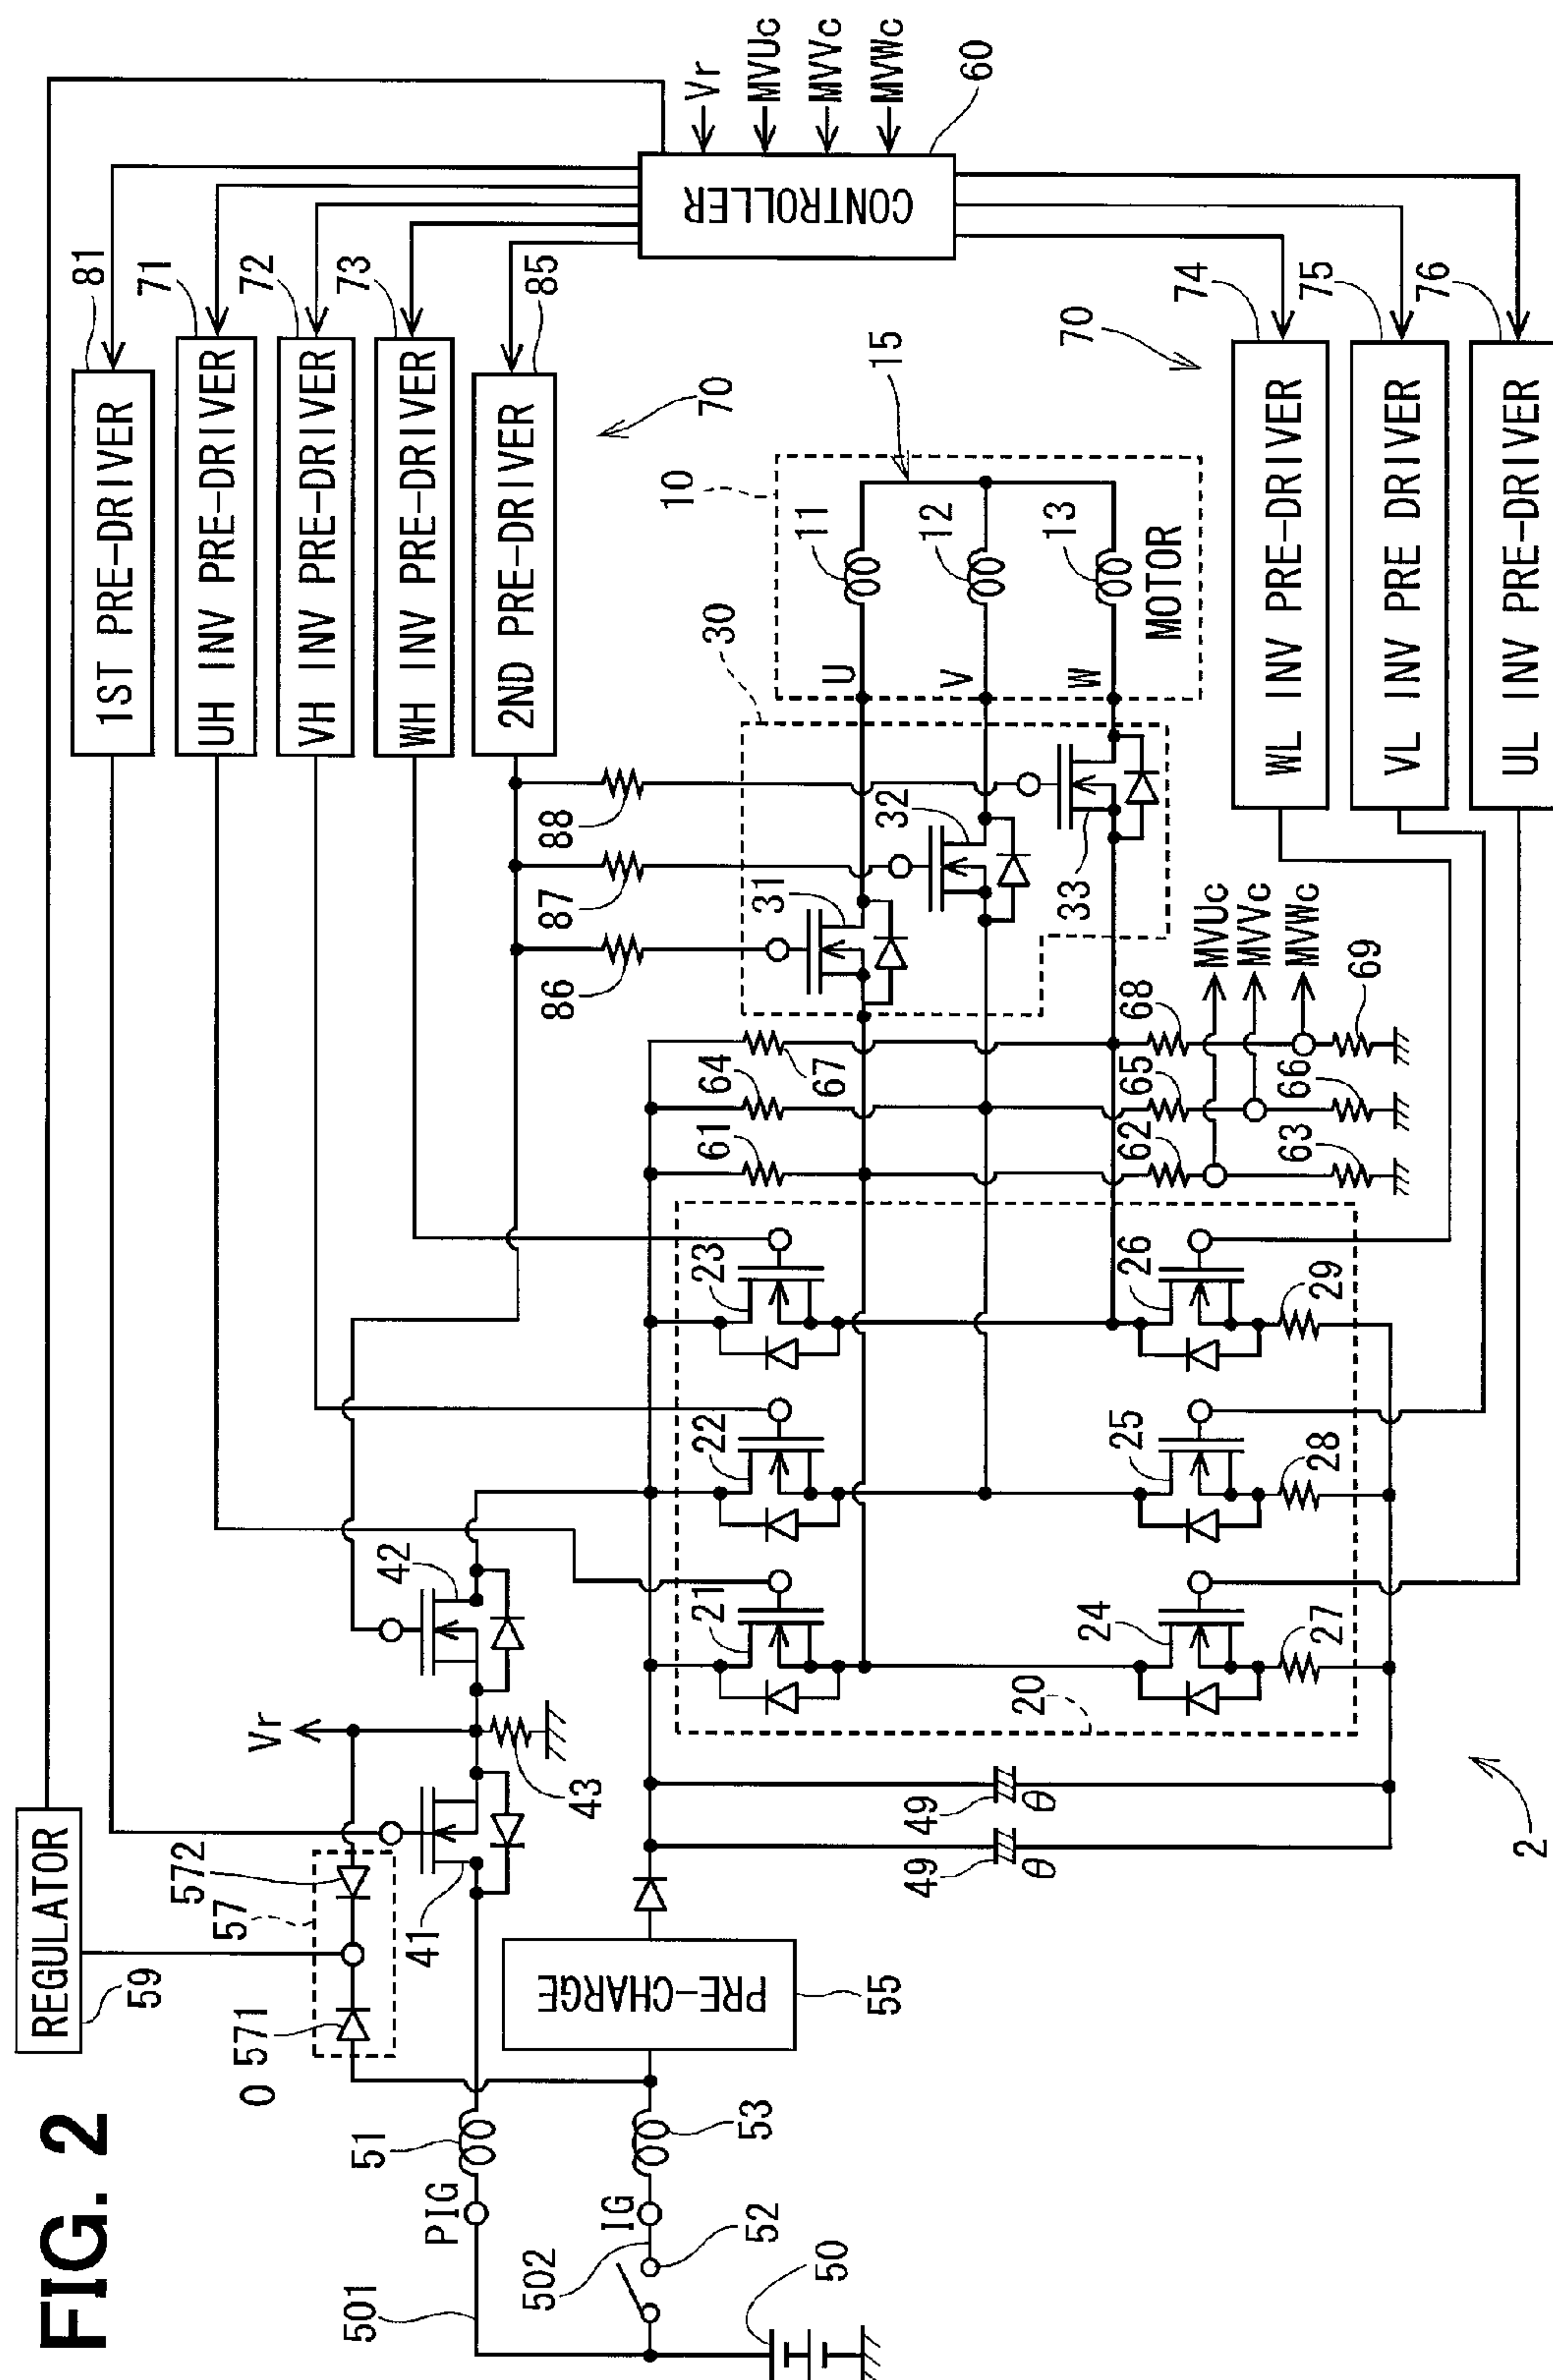 FIG. 2
REGULATOR
59
1ST PRE-DRIVER
81
UH INV PRE-DRIVER
71
VH INV PRE-DRIVER
72
WH INV PRE-DRIVER
73
2ND PRE-DRIVER
85
70
CONTROLLER
60
Vr
MVUc
MVVc
MVWc
0 571
57
572
Vr
41
42
43
501
PIG
51
502
IG
52
53
50
PRE-CHARGE
55
49
θ
49
θ
2
20
21
22
23
24
25
26
27
28
29
61
64
67
62
65
68
63
66
69
MVUc
MVVc
MVWc
86
87
88
30
31
32
33
10
U
V
W
11
12
13
15
MOTOR
70
WL INV PRE-DRIVER
74
VL INV PRE DRIVER
75
UL INV PRE-DRIVER
76